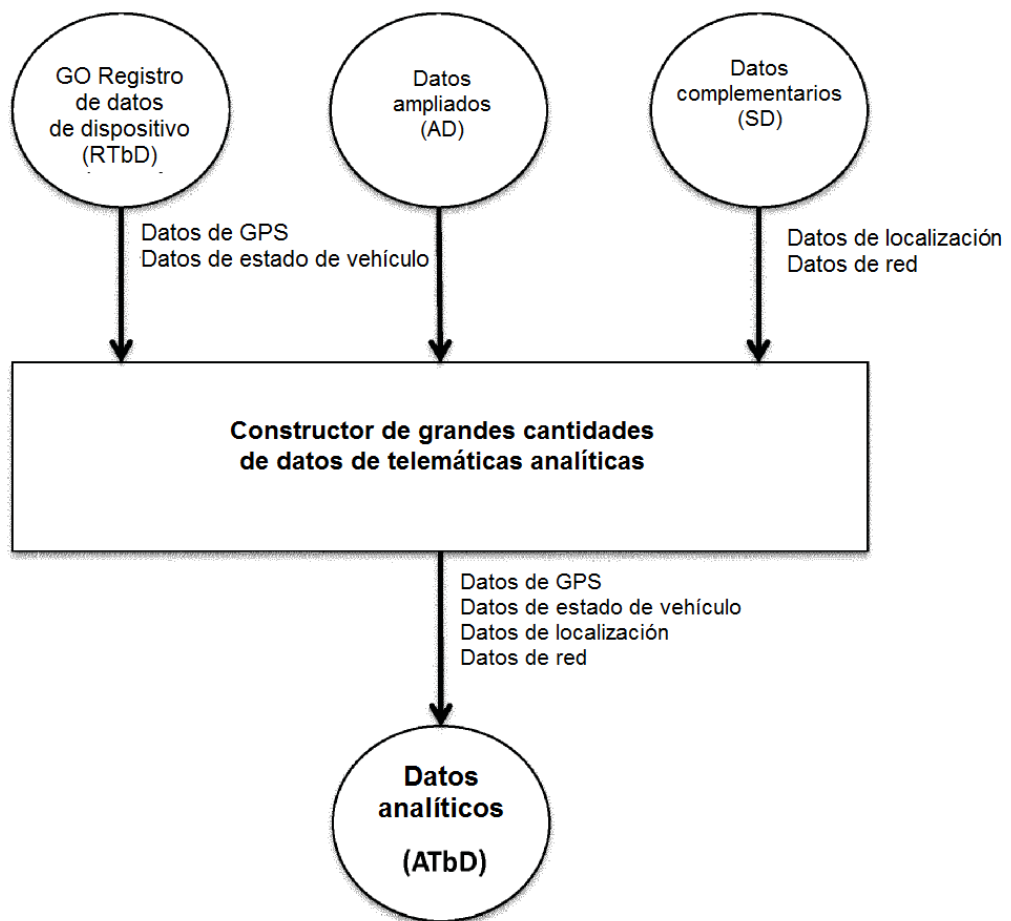 GO Registro
de datos
de dispositivo
(RTbD)
Datos
ampliados
(AD)
Datos
complementarios
(SD)
Datos de GPS
Datos de estado de vehículo
Datos de localización
Datos de red
Constructor de grandes cantidades
de datos de telemáticas analíticas
Datos de GPS
Datos de estado de vehículo
Datos de localización
Datos de red
Datos
analíticos
(ATbD)